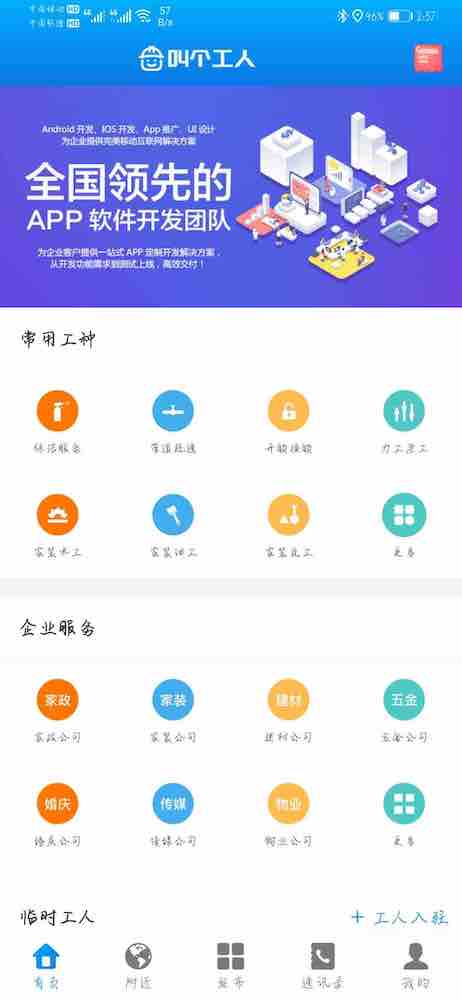 中国移动 HD
中国联通 HD
57
B/s
96%
2:57
叫个工人
Android 开发、IOS 开发、App 推广、UI 设计
为企业提供完美移动互联网解决方案
全国领先的
APP 软件开发团队
为企业客户提供一站式 APP 定制开发解决方案，
从开发功能需求到测试上线，高效交付！
常用工种
保洁服务
管道疏通
开锁换锁
力工杂工
家装木工
家装油工
家装瓦工
更多
企业服务
家政
家装
建材
五金
家政公司
家装公司
建材公司
五金公司
婚庆
传媒
物业
婚庆公司
传媒公司
物业公司
更多
临时工人
+ 工人入驻
首页
附近
发布
通讯录
我的